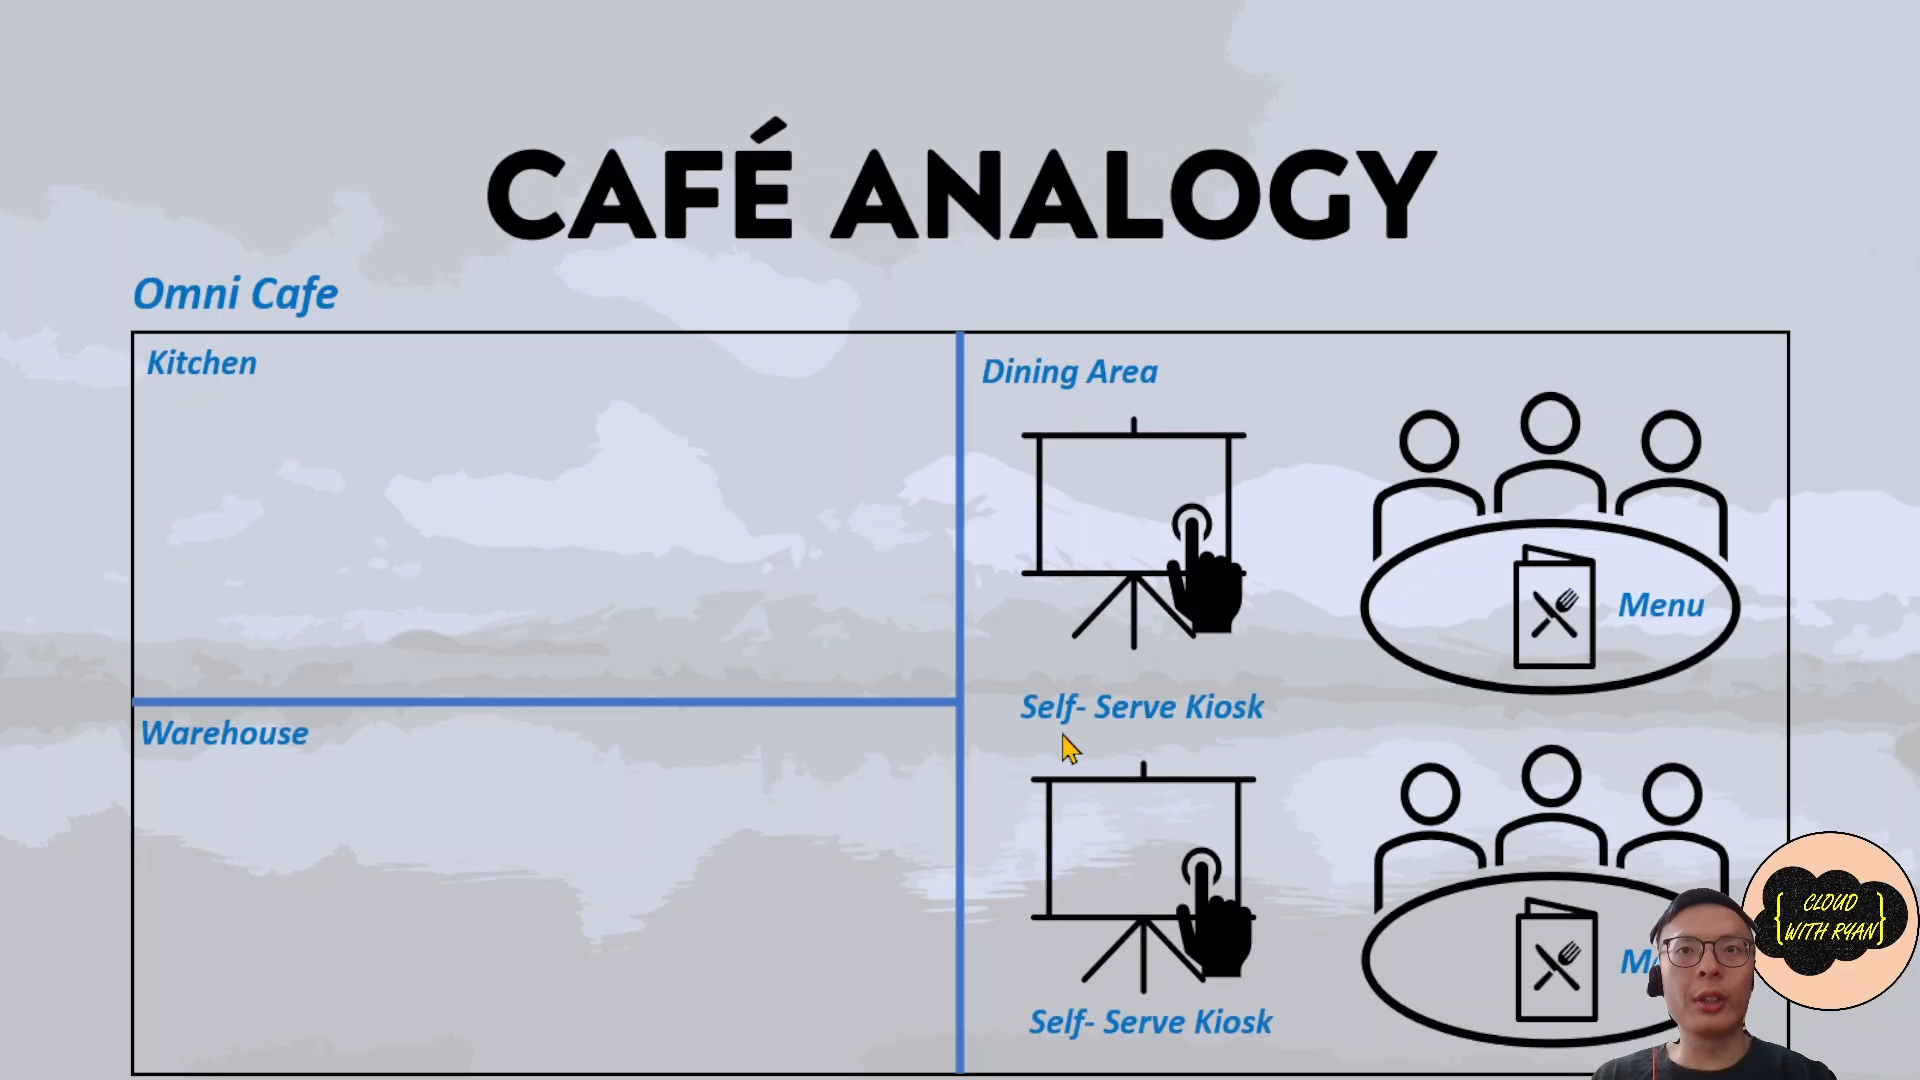 CAFÉ ANALOGY
Omni Cafe
Kitchen
Dining Area
Menu
Self- Serve Kiosk
Warehouse
Self- Serve Kiosk
{CLOUD
WITH RYAN}